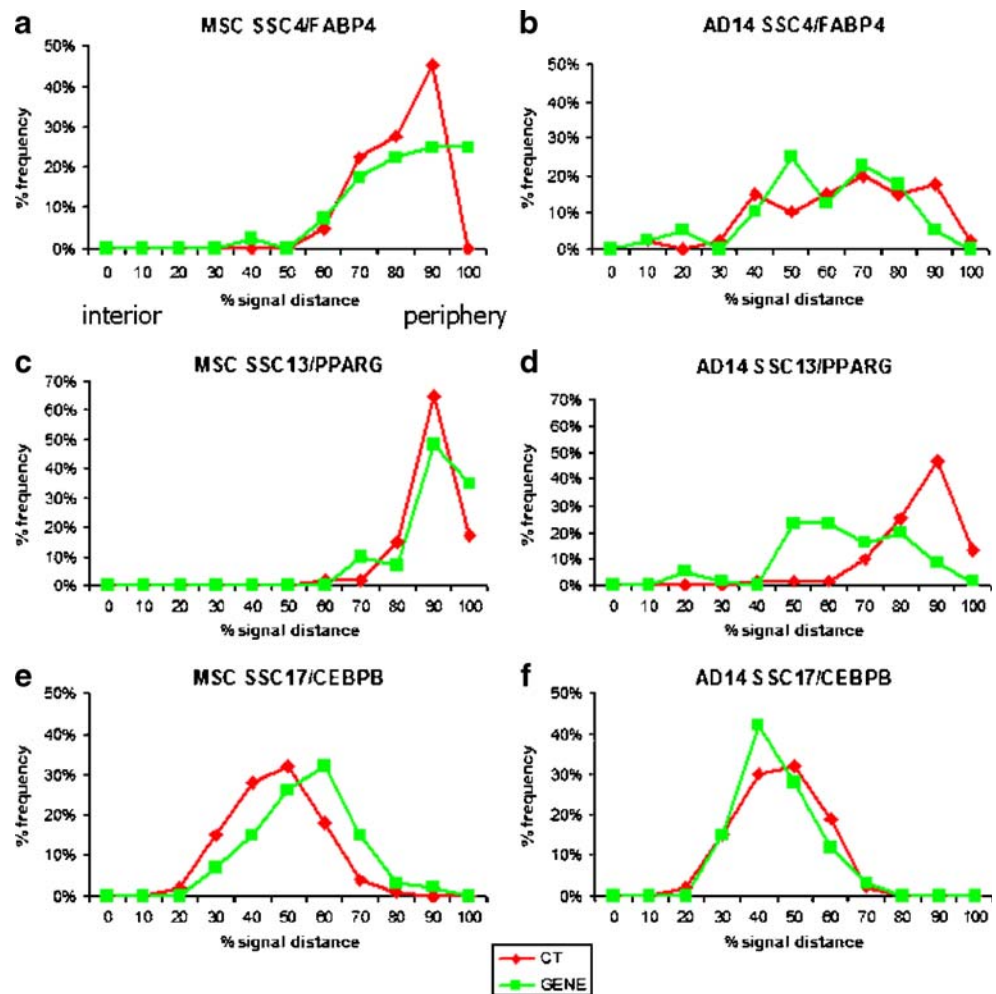 a
MSC SSC4/FABP4
50%
40%
30%
20%
10%
0%
% frequency
0 10 20 30 40 50 60 70 80 90 100
% signal distance
interior periphery
b
AD14 SSC4/FABP4
50%
40%
30%
20%
10%
0%
% frequency
0 10 20 30 40 50 60 70 80 90 100
% signal distance
c
MSC SSC13/PPARG
70%
60%
50%
40%
30%
20%
10%
0%
% frequency
0 10 20 30 40 50 60 70 80 90 100
% signal distance
d
AD14 SSC13/PPARG
70%
60%
50%
40%
30%
20%
10%
0%
% frequency
0 10 20 30 40 50 60 70 80 90 100
% signal distance
e
MSC SSC17/CEBPB
50%
40%
30%
20%
10%
0%
% frequency
0 10 20 30 40 50 60 70 80 90 100
% signal distance
f
AD14 SSC17/CEBPB
50%
40%
30%
20%
10%
0%
% frequency
0 10 20 30 40 50 60 70 80 90 100
% signal distance
CT
GENE